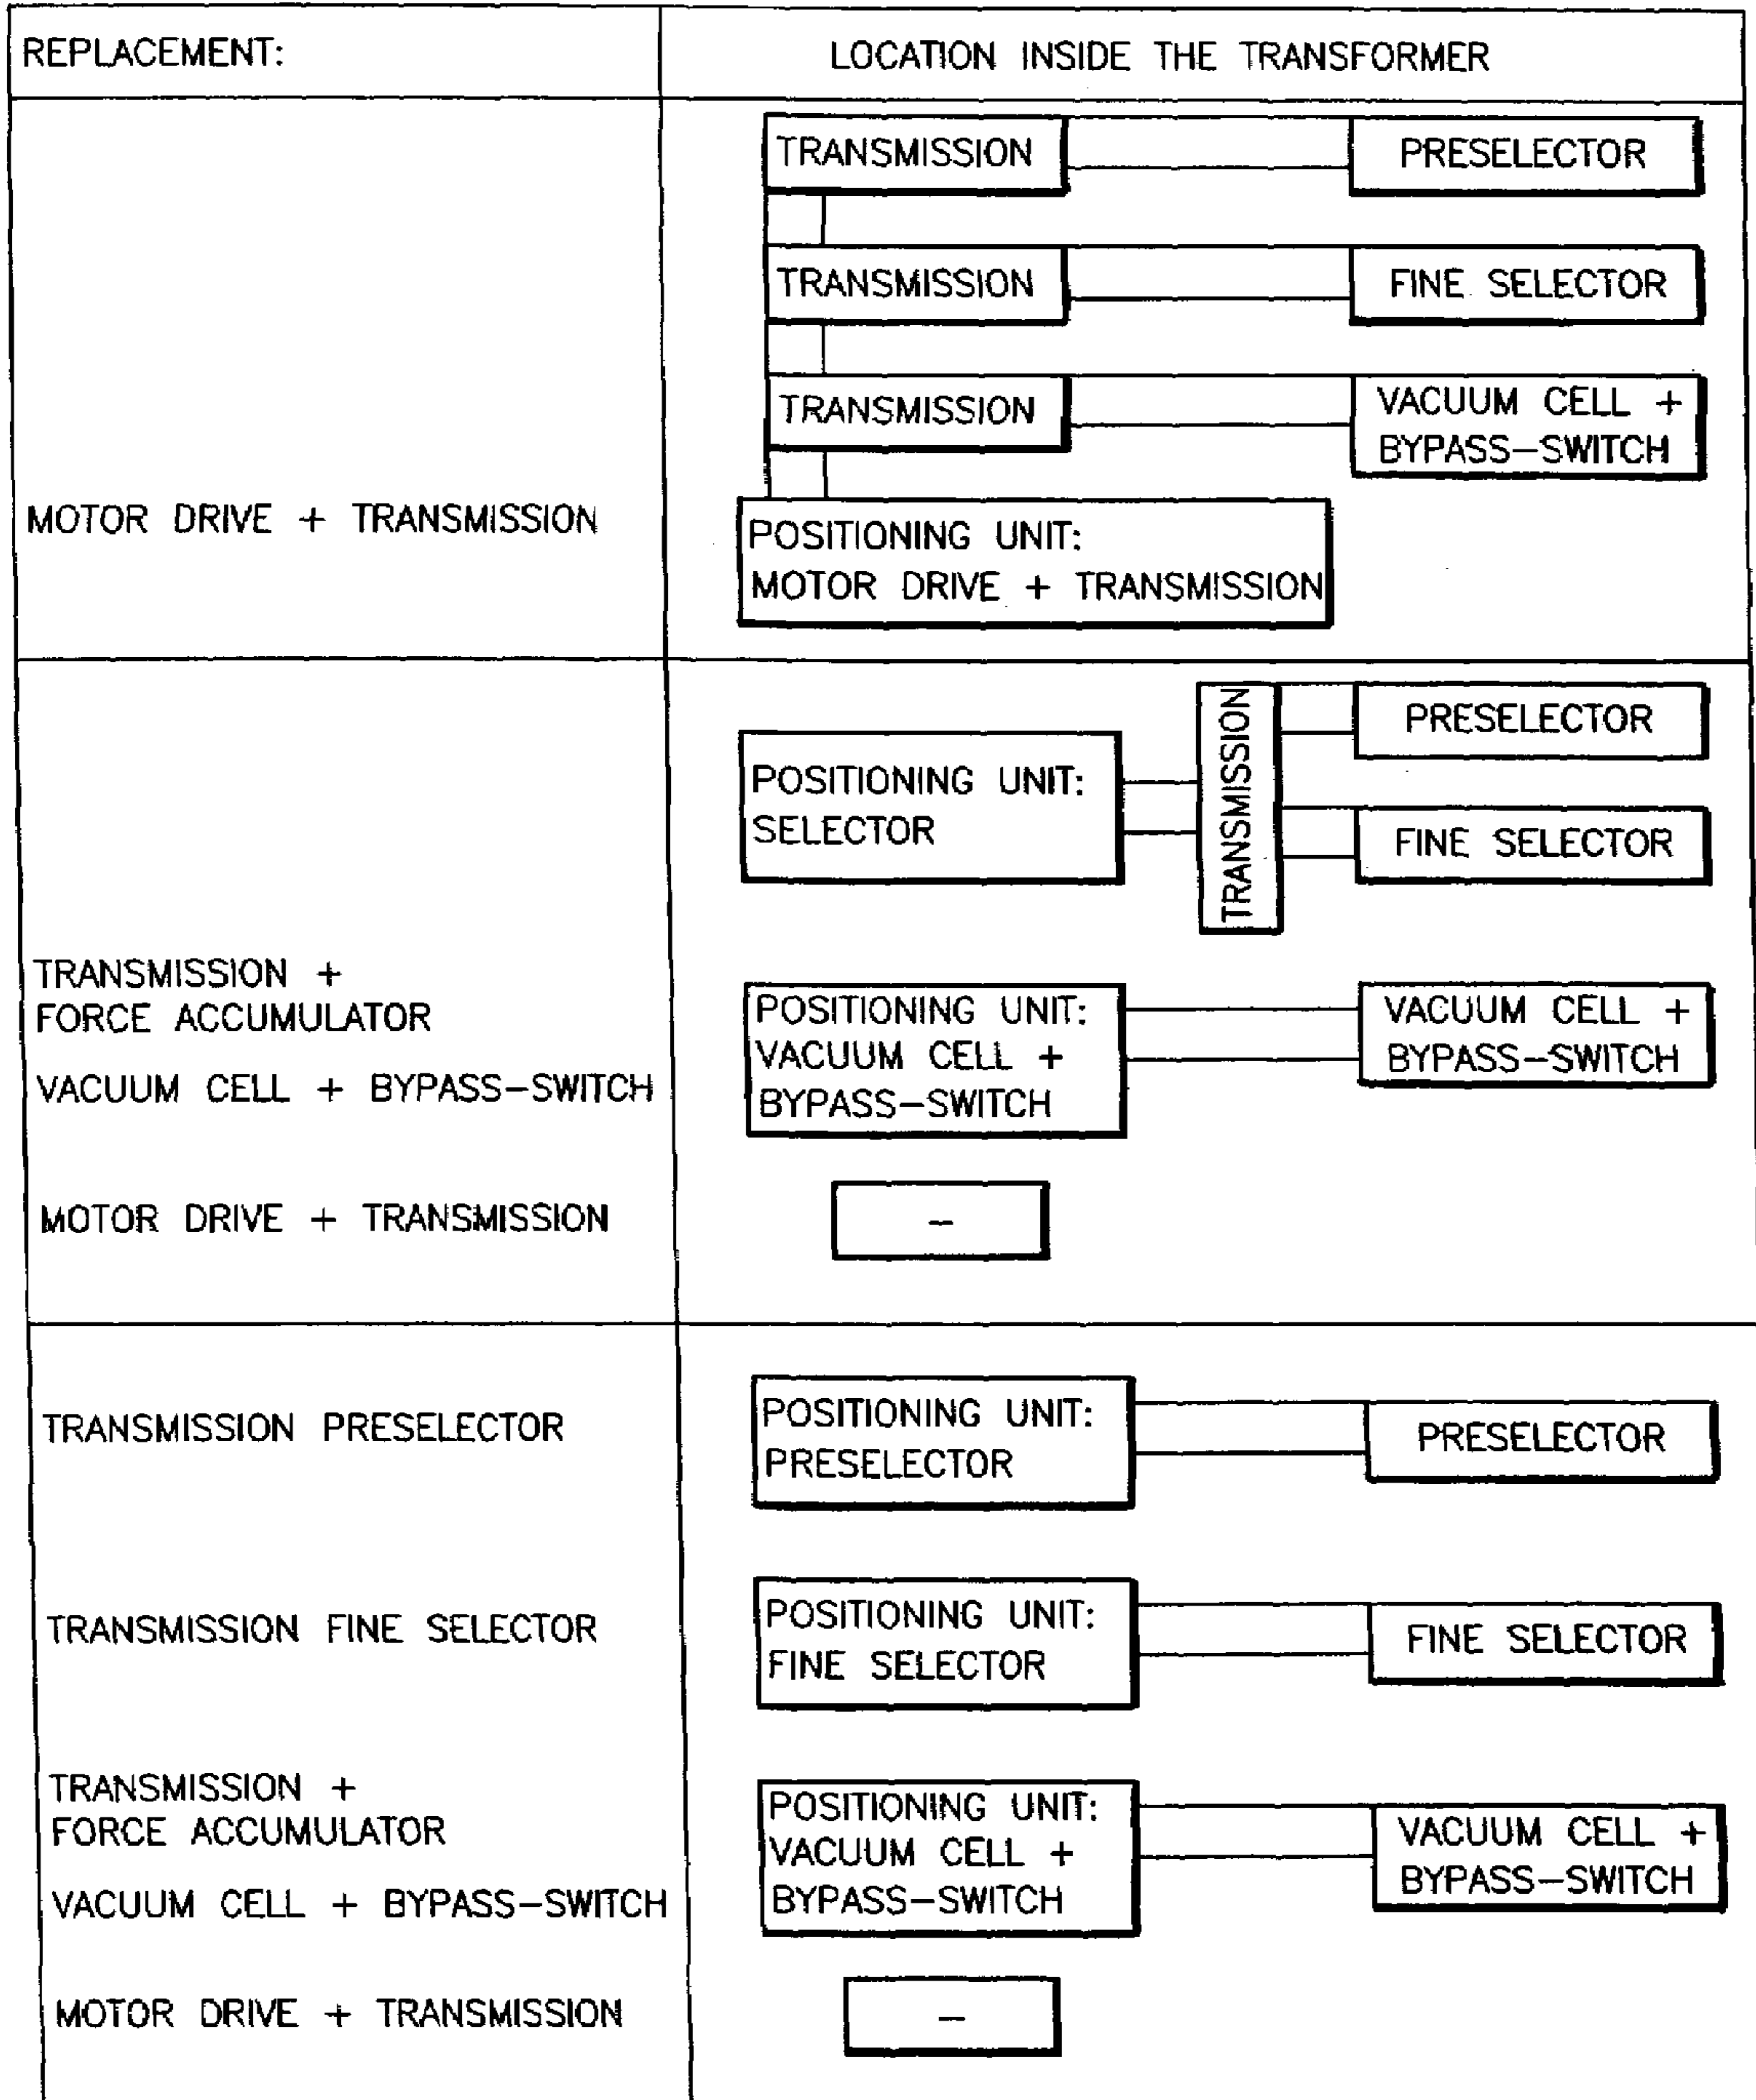 REPLACEMENT:
LOCATION INSIDE THE TRANSFORMER
TRANSMISSION
PRESELECTOR
TRANSMISSION
FINE SELECTOR
TRANSMISSION
VACUUM CELL +
BYPASS-SWITCH
MOTOR DRIVE + TRANSMISSION
POSITIONING UNIT:
MOTOR DRIVE + TRANSMISSION
POSITIONING UNIT:
SELECTOR
TRANSMISSION
PRESELECTOR
FINE SELECTOR
TRANSMISSION +
FORCE ACCUMULATOR
VACUUM CELL + BYPASS-SWITCH
POSITIONING UNIT:
VACUUM CELL +
BYPASS-SWITCH
VACUUM CELL +
BYPASS-SWITCH
MOTOR DRIVE + TRANSMISSION
-
TRANSMISSION PRESELECTOR
POSITIONING UNIT:
PRESELECTOR
PRESELECTOR
TRANSMISSION FINE SELECTOR
POSITIONING UNIT:
FINE SELECTOR
FINE SELECTOR
TRANSMISSION +
FORCE ACCUMULATOR
VACUUM CELL + BYPASS-SWITCH
POSITIONING UNIT:
VACUUM CELL +
BYPASS-SWITCH
VACUUM CELL +
BYPASS-SWITCH
MOTOR DRIVE + TRANSMISSION
-